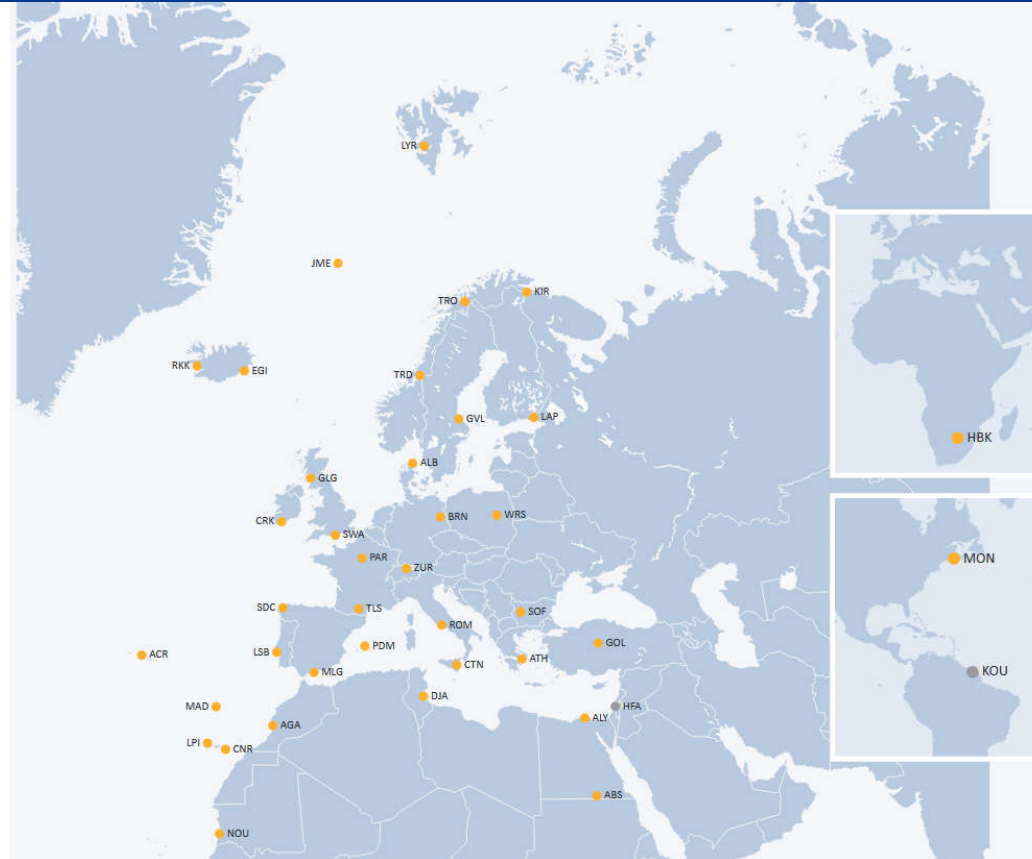 LYR
JME
KIR
TRO
RKK
EGI
TRD
GVL
LAP
HBK
ALB
GLG
CRK
BRN
WRS
SWA
PAR
MON
ZUR
SDC
TLS
SOF
ROM
GOL
PDM
LSB
ACR
ATH
CTN
MLG
KOU
DJA
MAD
HFA
ALY
AGA
LPI
CNR
ABS
NOU